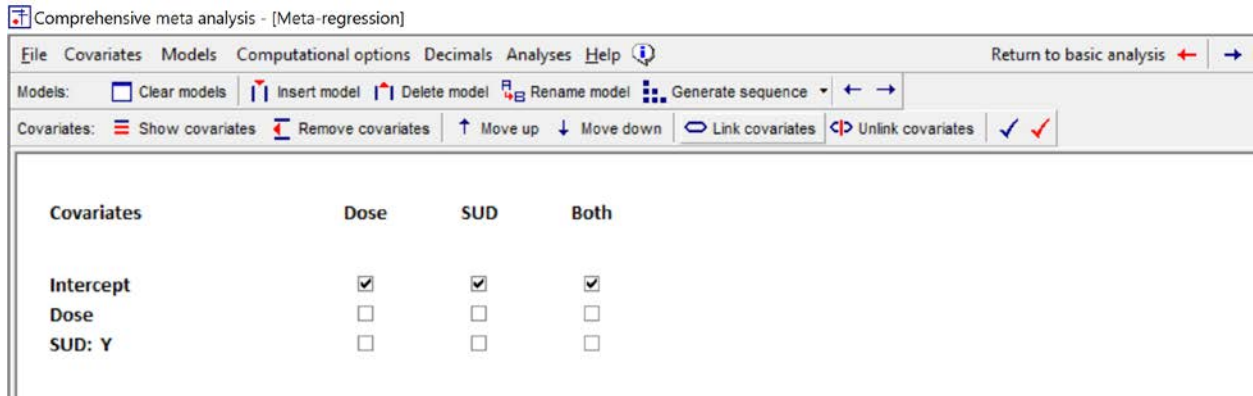 Comprehensive meta analysis - [Meta-regression]
File Covariates Models Computational options Decimals Analyses Help Return to basic analysis
Models: Clear models Insert model Delete model Rename model Generate sequence
Covariates: Show covariates Remove covariates Move up Move down Link covariates Unlink covariates
Covariates Dose SUD Both
Intercept
Dose
SUD: Y